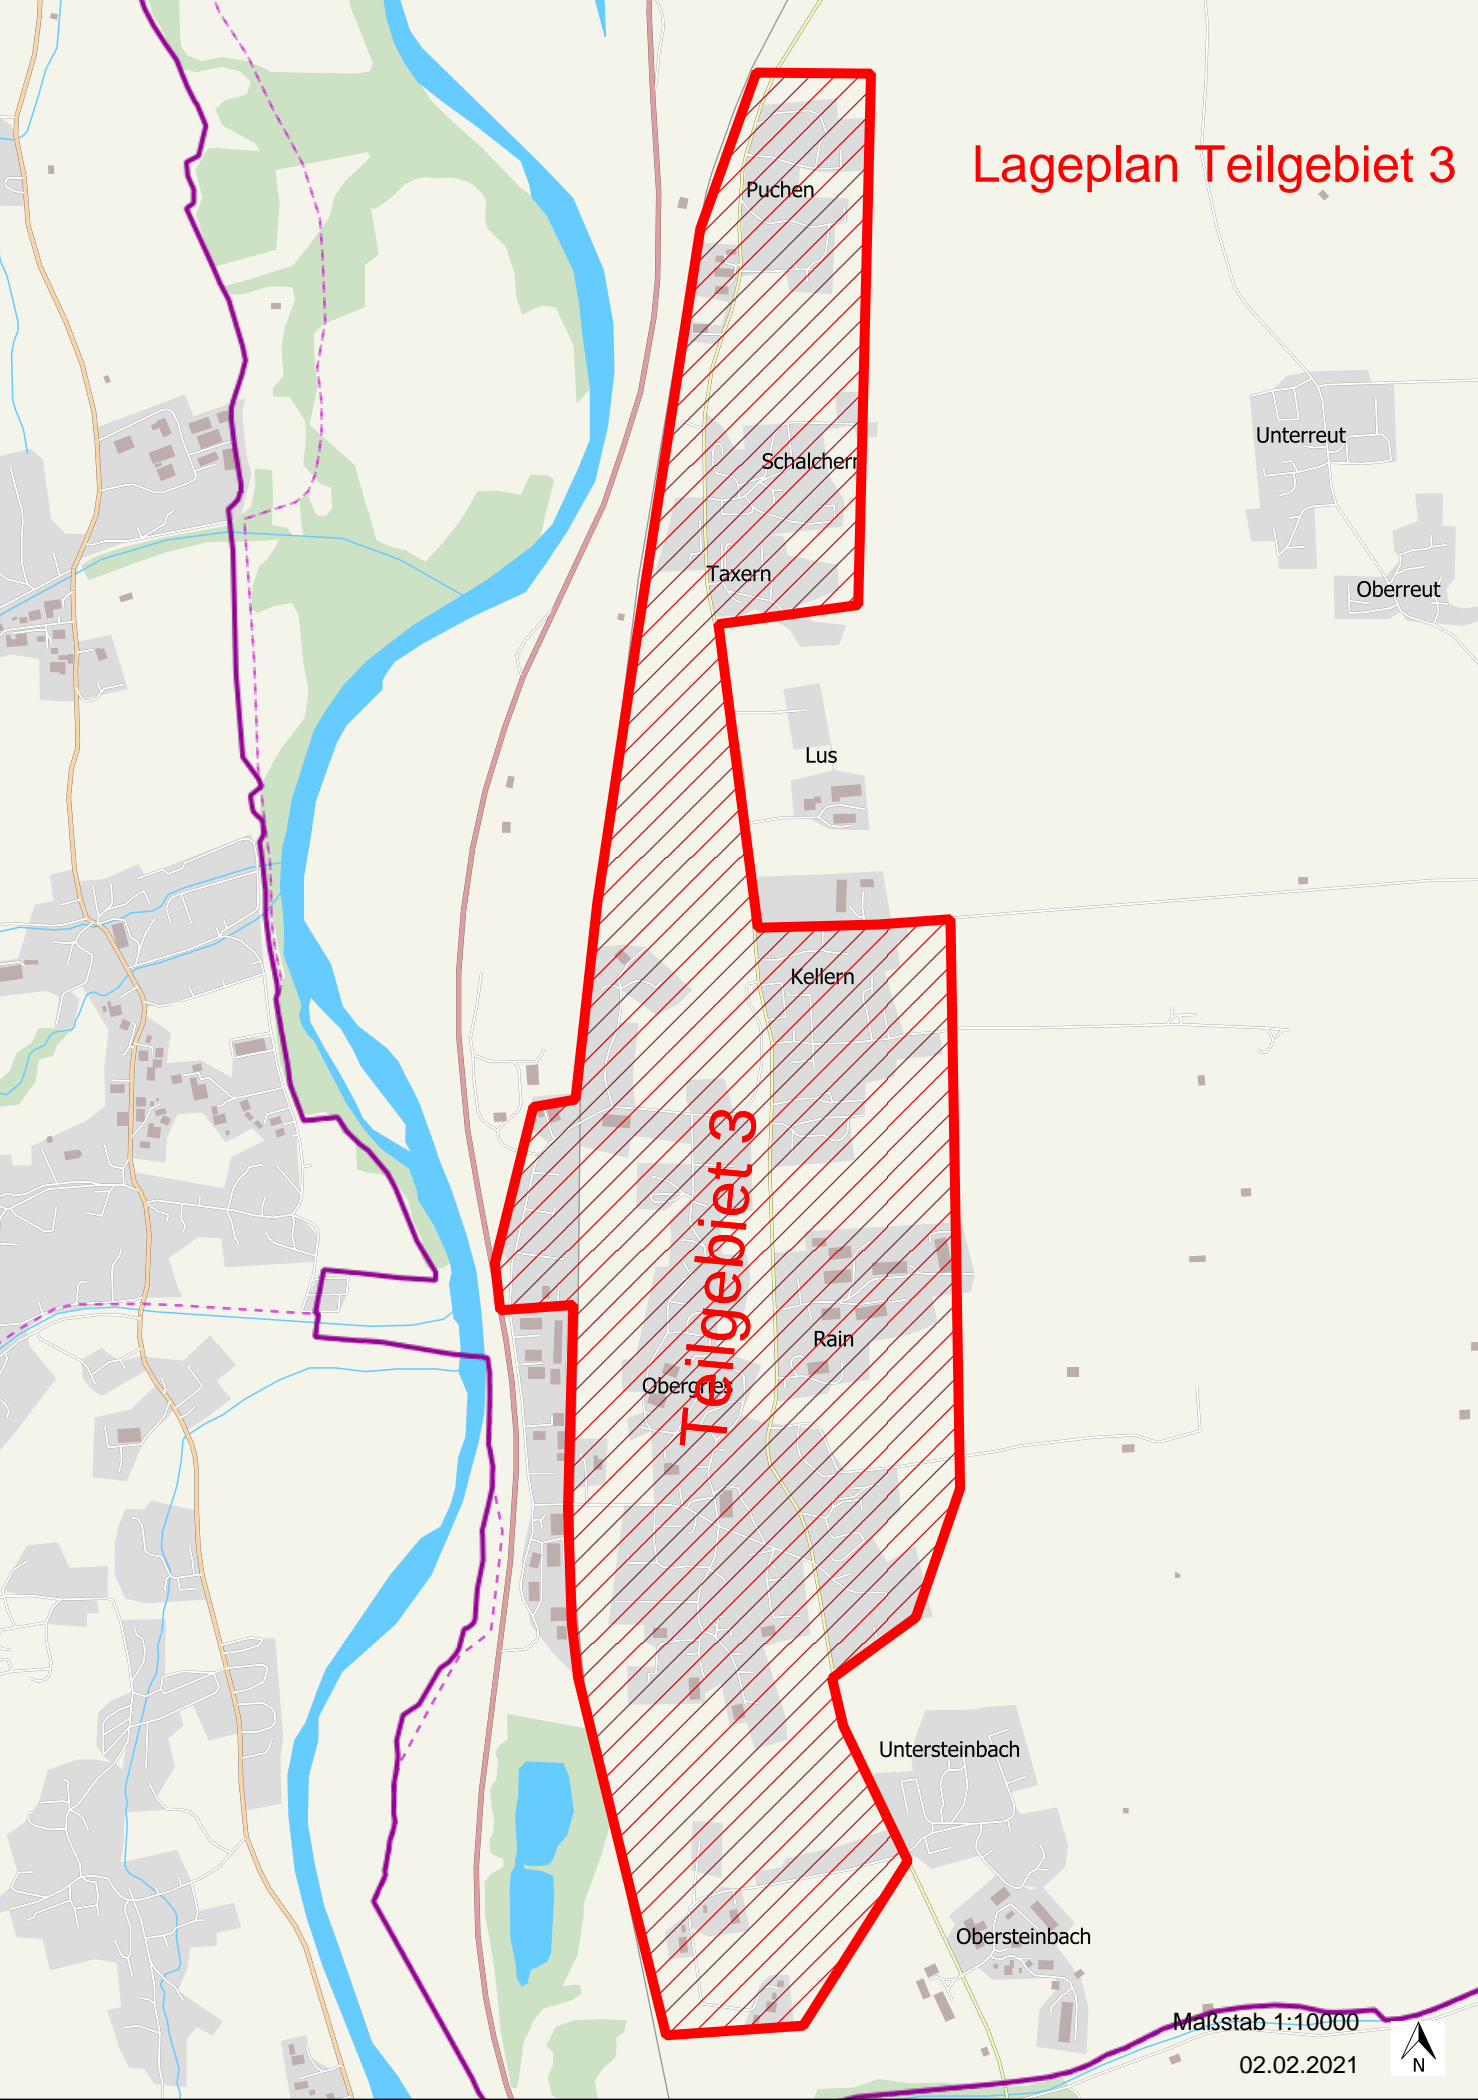 Lageplan Teilgebiet 3
Puchen
Unterreut
Schalchern
Taxern
Oberreut
Lus
Kellern
Teilgebiet 3
Rain
Obergries
Untersteinbach
Obersteinbach
Maßstab 1:10000
02.02.2021
N